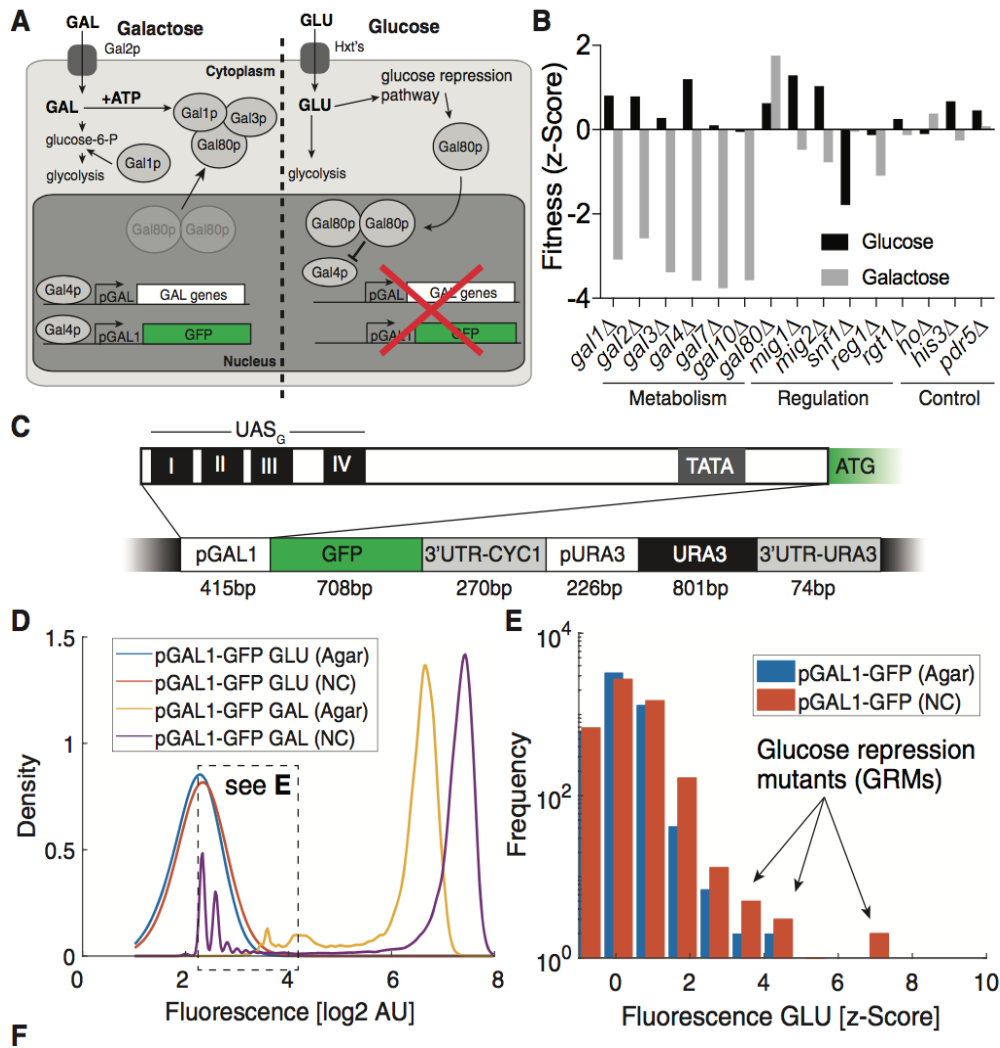 A
GAL
Galactose
Gal2p
GLU
Glucose
Hxt's
Cytoplasm
GAL
+ATP
Gal1p
Gal3p
Gal80p
glucose-6-P
Gal1p
glycolysis
GLU
glucose repression
pathway
Gal80p
glycolysis
Gal80p
Gal80p
Gal80p
Gal80p
Gal4p
Gal4p
pGAL
GAL genes
pGAL
GAL genes
Gal4p
pGAL1
GFP
pGAL1
GFP
Nucleus
B
Fitness (z-Score)
2
0
-2
-4
Glucose
Galactose
gal1Δ
gal2Δ
gal3Δ
gal4Δ
gal7Δ
gal10Δ
gal80Δ
mig1Δ
mig2Δ
snf1Δ
reg1Δ
rgt1Δ
hoΔ
his3Δ
pdr5Δ
Metabolism
Regulation
Control
C
UASG
I
II
III
IV
TATA
ATG
pGAL1
GFP
3'UTR-CYC1
pURA3
URA3
3'UTR-URA3
415bp
708bp
270bp
226bp
801bp
74bp
D
pGAL1-GFP GLU (Agar)
pGAL1-GFP GLU (NC)
pGAL1-GFP GAL (Agar)
pGAL1-GFP GAL (NC)
see E
Density
1.5
1
0.5
0
0
2
4
6
8
Fluorescence [log2 AU]
E
pGAL1-GFP (Agar)
pGAL1-GFP (NC)
Glucose repression
mutants (GRMs)
Frequency
10^4
10^2
10^0
0
2
4
6
8
10
Fluorescence GLU [z-Score]
F